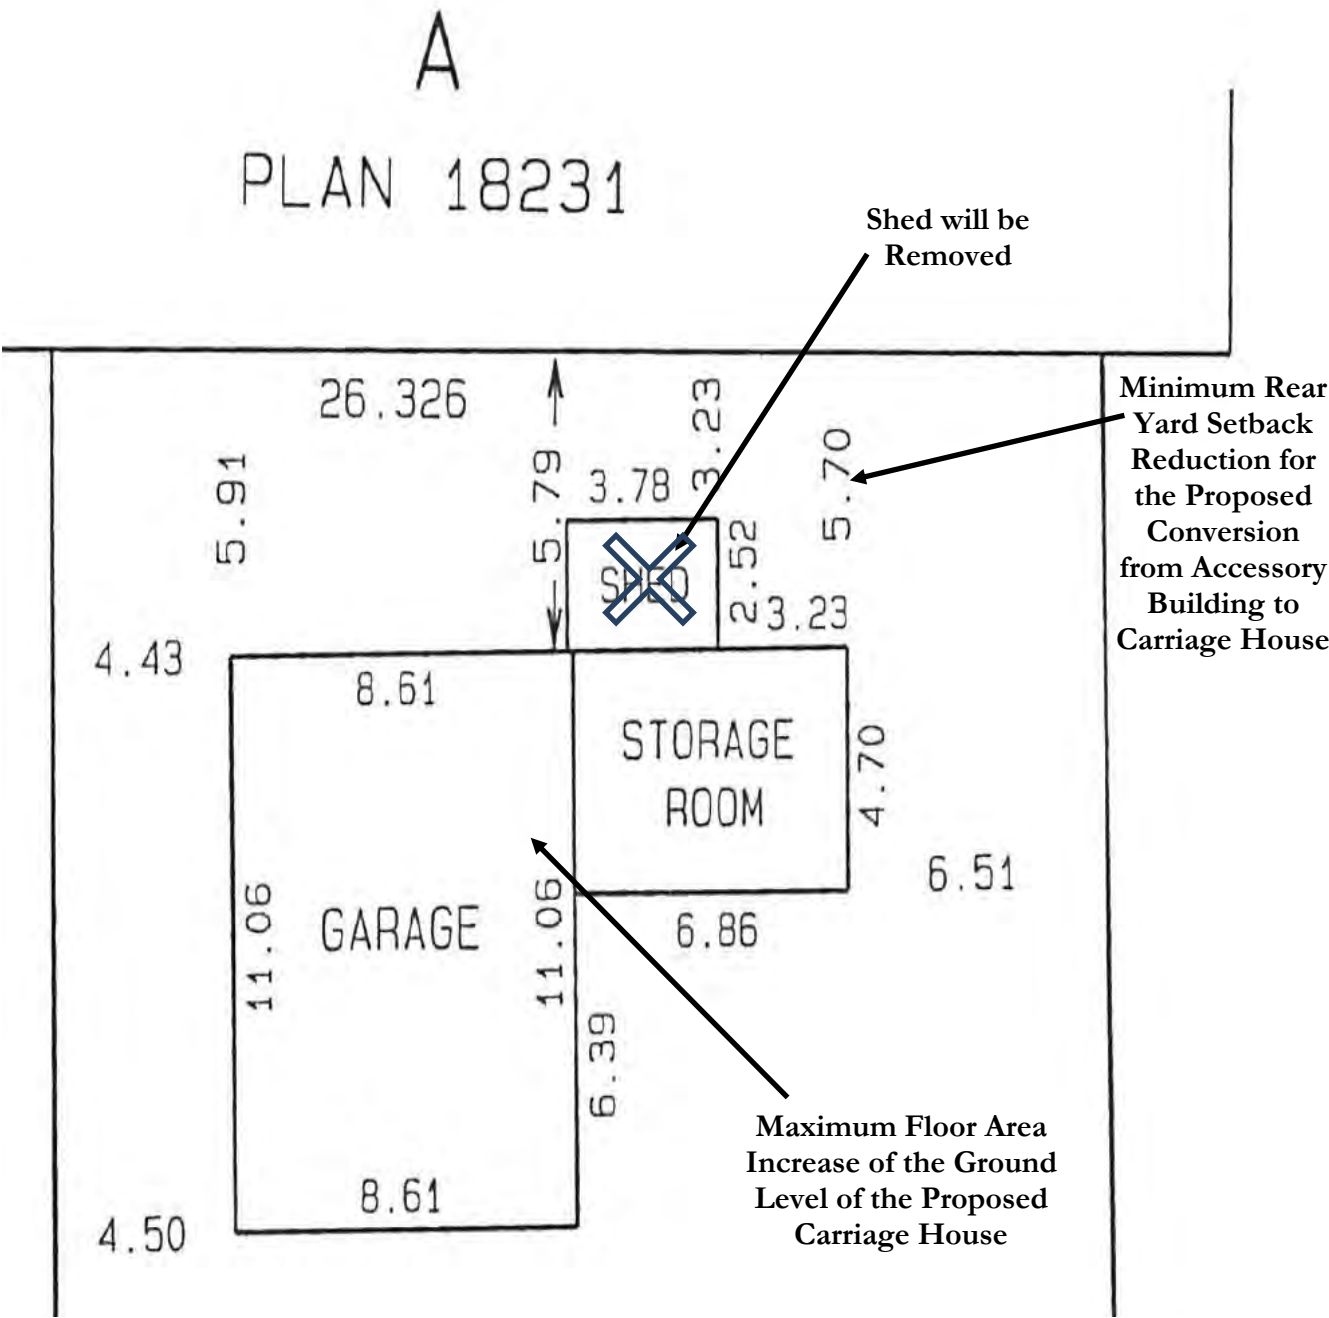 A
PLAN 18231
Shed will be
Removed
26.326
3.23
Minimum Rear
Yard Setback
Reduction for
the Proposed
Conversion
from Accessory
Building to
Carriage House
5.91
5.79
3.78
5.70
SHED
2.52
3.23
4.43
8.61
STORAGE
ROOM
4.70
6.51
11.06
GARAGE
11.06
6.86
6.39
Maximum Floor Area
Increase of the Ground
Level of the Proposed
Carriage House
8.61
4.50